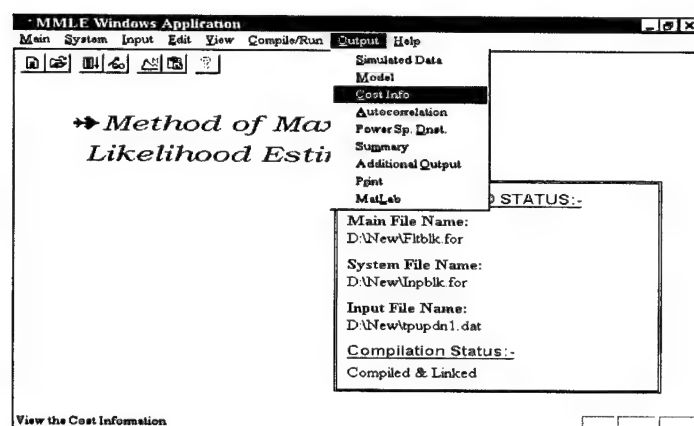 MMLE Windows Application
Main System Input Edit View Compile/Run Output Help
Simulated Data
Model
Cost Info
Autocorrelation
Power Sp. Dnst.
Summary
Additional Output
Print
MatLab
Method of Max
Likelihood Esti
STATUS:-
Main File Name:
D:\New\Fltblk.for
System File Name:
D:\New\Inpblk.for
Input File Name:
D:\New\tpupdn1.dat
Compilation Status:-
Compiled & Linked
View the Cost Information